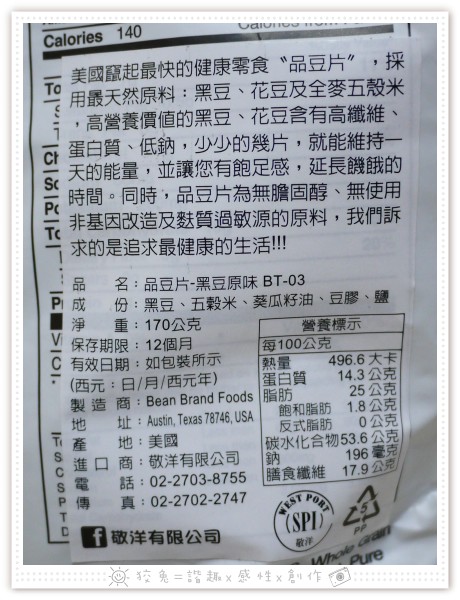 Calories 140
美國竄起最快的健康零食“品豆片”，採
用最天然原料：黑豆、花豆及全麥五殼米
，高營養價值的黑豆、花豆含有高纖維、
蛋白質、低鈉，少少的幾片，就能維持一
天的能量，並讓您有飽足感，延長饑餓的
時間。同時，品豆片為無膽固醇、無使用
非基因改造及麩質過敏源的原料，我們訴
求的是追求最健康的生活!!!
品名：品豆片-黑豆原味 BT-03
成份：黑豆、五穀米、葵瓜籽油、豆膠、鹽
淨重：170公克
保存期限：12個月
有效日期：如包裝所示
(西元：日/月/西元年)
製造商：Bean Brand Foods
地址：Austin, Texas 78746, USA
產地：美國
進口商：敬洋有限公司
電話：02-2703-8755
傳真：02-2702-2747
f 敬洋有限公司
營養標示
每100公克
熱量 496.6 大卡
蛋白質 14.3 公克
脂肪 25 公克
飽和脂肪 1.8 公克
反式脂肪 0 公克
碳水化合物 53.6 公克
鈉 196 毫克
膳食纖維 17.9 公克
WEST PORT
(SPI)
敬洋
5
PP
Whole Grain
Pure
狡兔=諧趣x感性x創作